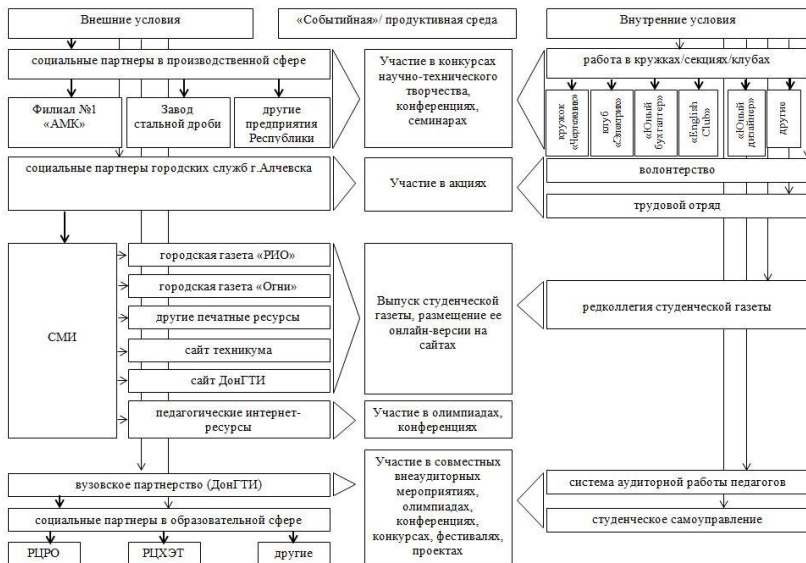 Внешние условия
«Событийная»/ продуктивная среда
Внутренние условия
социальные партнеры в производственной сфере
Филиал №1
«АМК»
Завод
стальной дроби
другие
предприятия
Республики
Участие в конкурсах
научно-технического
творчества,
конференциях,
семинарах
работа в кружках/секциях/клубах
кружок
«Чертежник»
клуб
«Электрик»
«Юный
бухгалтер»
«English
Club»
«Юный
дизайнер»
другие
социальные партнеры городских служб г.Алчевска
Участие в акциях
волонтерство
трудовой отряд
СМИ
городская газета «РИО»
городская газета «Огни»
другие печатные ресурсы
сайт техникума
сайт ДонГТИ
педагогические интернет-
ресурсы
Выпуск студенческой
газеты, размещение ее
онлайн-версии на
сайтах
редколлегия студенческой газеты
Участие в олимпиадах,
конференциях
вузовское партнерство (ДонГТИ)
социальные партнеры в образовательной сфере
РЦРО
РЦХЭТ
другие
Участие в совместных
внеаудиторных
мероприятиях,
олимпиадах,
конференциях,
конкурсах, фестивалях,
проектах
система аудиторной работы педагогов
студенческое самоуправление